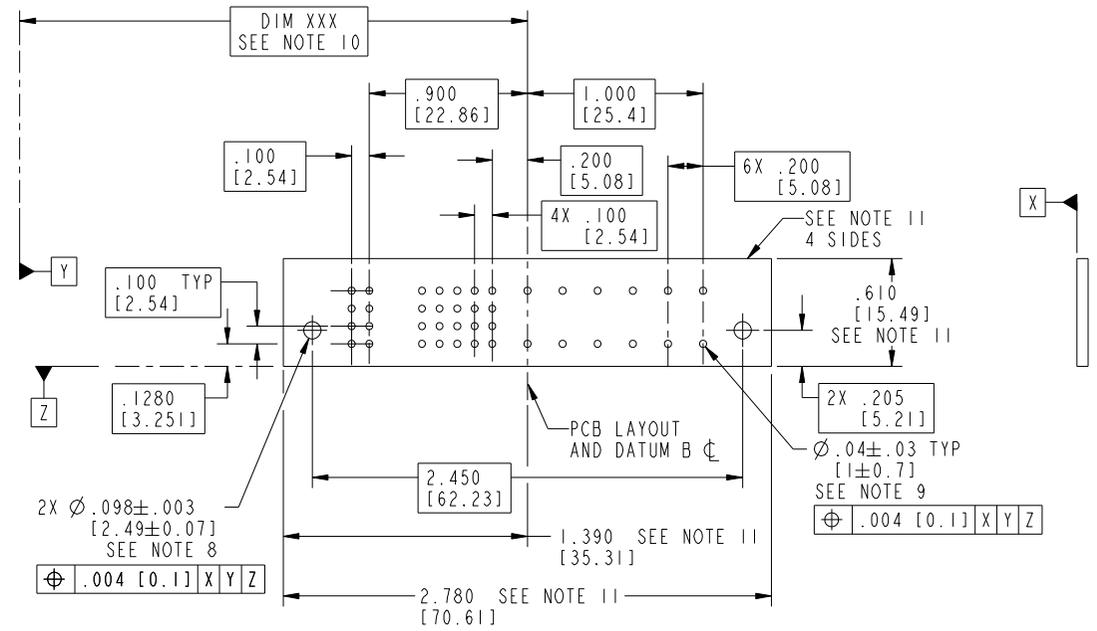 DIM XXX
SEE NOTE 10
.900
[22.86]
1.000
[25.4]
.100
[2.54]
.200
[5.08]
6X .200
[5.08]
4X .100
[2.54]
SEE NOTE 11
4 SIDES
X
Y
.100 TYP
[2.54]
.610
[15.49]
SEE NOTE 11
Z
.1280
[3.251]
2X .205
[5.21]
PCB LAYOUT
AND DATUM B ℄
Ø.04±.03 TYP
[1±0.7]
SEE NOTE 9
⌖ .004 [0.1] X Y Z
2.450
[62.23]
2X Ø.098±.003
[2.49±0.07]
SEE NOTE 8
⌖ .004 [0.1] X Y Z
1.390 SEE NOTE 11
[35.31]
2.780 SEE NOTE 11
[70.61]